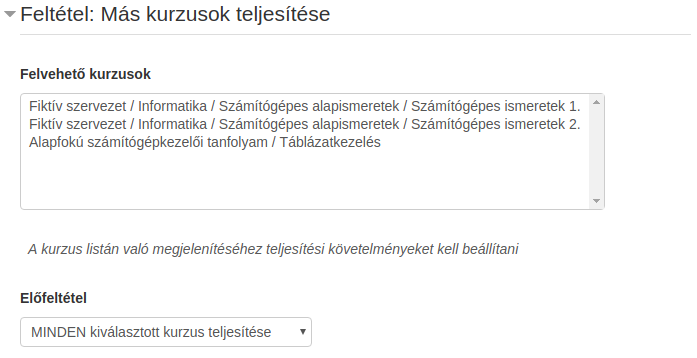 Feltétel: Más kurzusok teljesítése
Felvehető kurzusok
Fiktív szervezet / Informatika / Számítógépes alapismeretek / Számítógépes ismeretek 1.
Fiktív szervezet / Informatika / Számítógépes alapismeretek / Számítógépes ismeretek 2.
Alapfokú számítógépkezelői tanfolyam / Táblázatkezelés
A kurzus listán való megjelenítéséhez teljesítési követelményeket kell beállítani
Előfeltétel
MINDEN kiválasztott kurzus teljesítése